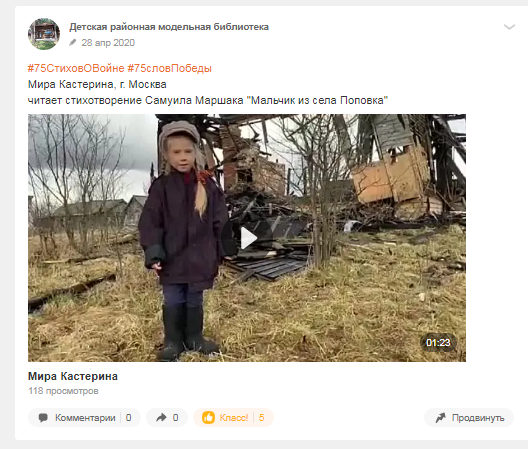 Детская районная модельная библиотека
28 апр 2020
#75СтиховОВойне #75словПобеды
Мира Кастерина, г. Москва
читает стихотворение Самуила Маршака "Мальчик из села Поповка"
01:23
Мира Кастерина
118 просмотров
Комментарии 0
0
Класс! 5
Продвинуть